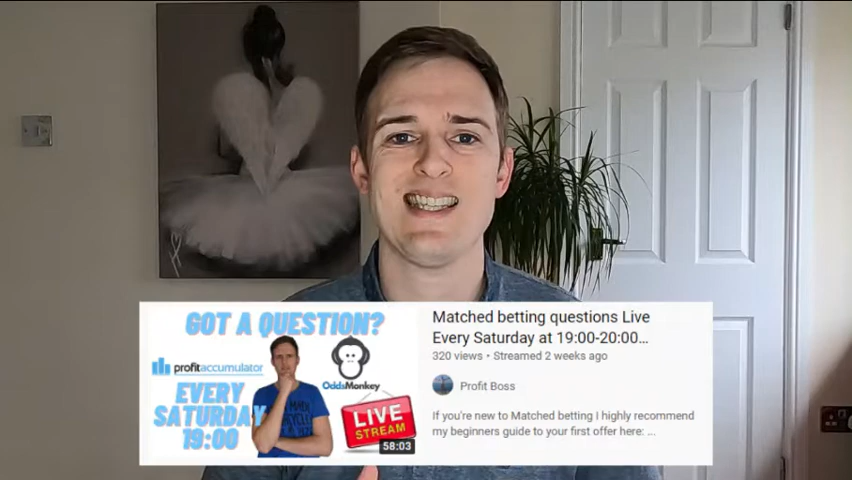 GOT A QUESTION?
profitaccumulator
OddsMonkey
EVERY
SATURDAY
19:00
LIVE
STREAM
58:03
Matched betting questions Live
Every Saturday at 19:00-20:00...
320 views • Streamed 2 weeks ago
Profit Boss
If you're new to Matched betting I highly recommend
my beginners guide to your first offer here: ...